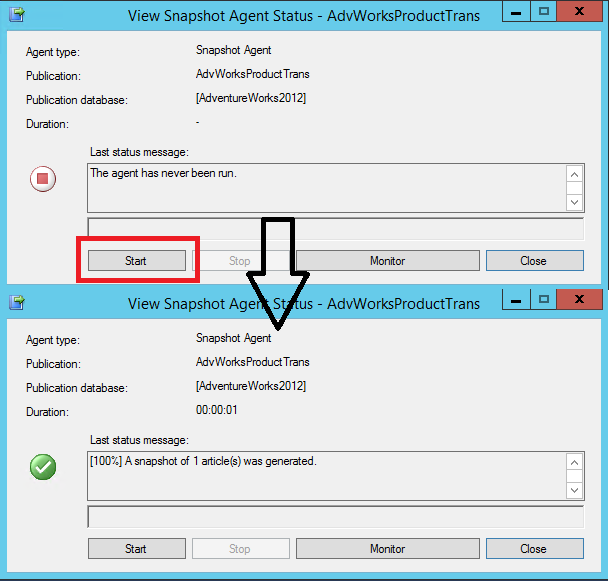 View Snapshot Agent Status - AdvWorksProductTrans
Agent type: Snapshot Agent
Publication: AdvWorksProductTrans
Publication database: [AdventureWorks2012]
Duration: -
Last status message:
The agent has never been run.
Start Stop Monitor Close
View Snapshot Agent Status - AdvWorksProductTrans
Agent type: Snapshot Agent
Publication: AdvWorksProductTrans
Publication database: [AdventureWorks2012]
Duration: 00:00:01
Last status message:
[100%] A snapshot of 1 article(s) was generated.
Start Stop Monitor Close